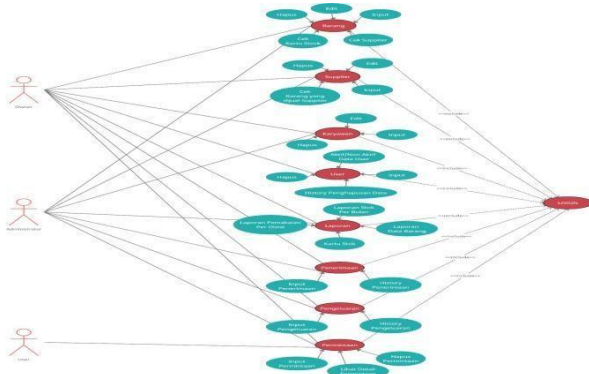 Edit
Hapus
Input
Barang
Cek
Kartu Stock
Cek Supplier
Hapus
Edit
Supplier
Cek
Barang yang
dijual Supplier
Input
Edit
Karyawan
Input
Hapus
Data User
User
Hapus
Input
History Penghapusan Data
Laporan Stok
Per Bulan
Laporan Pemakaian
Per Divisi
Laporan
Laporan
Data Barang
Kartu Stok
Penerimaan
Input
Penerimaan
History
Penerimaan
Pengeluaran
Input
Pengeluaran
History
Pengeluaran
Permintaan
Input
Permintaan
Hapus
Permintaan
Lihat Detail
Owner
User